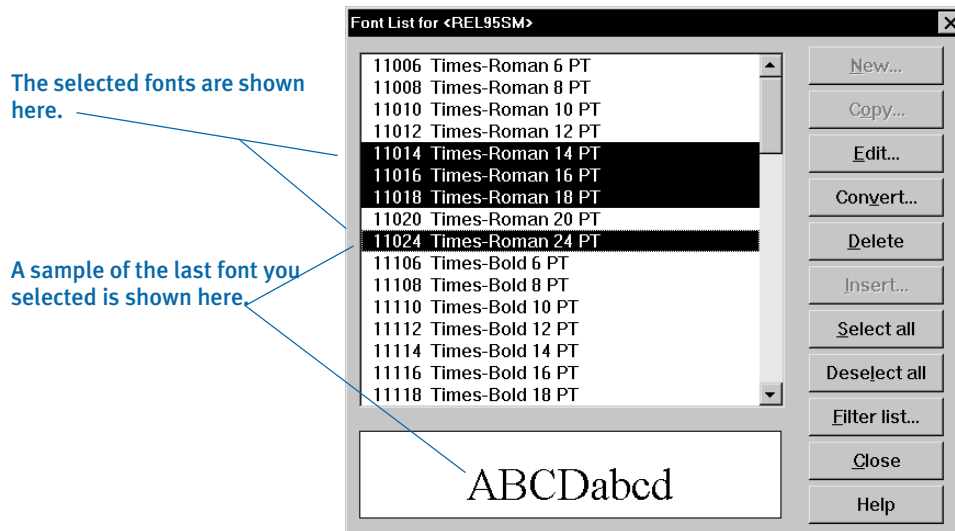 Font List for <REL95SM>
The selected fonts are shown
here.
A sample of the last font you
selected is shown here.
11006 Times-Roman 6 PT
11008 Times-Roman 8 PT
11010 Times-Roman 10 PT
11012 Times-Roman 12 PT
11014 Times-Roman 14 PT
11016 Times-Roman 16 PT
11018 Times-Roman 18 PT
11020 Times-Roman 20 PT
11024 Times-Roman 24 PT
11106 Times-Bold 6 PT
11108 Times-Bold 8 PT
11110 Times-Bold 10 PT
11112 Times-Bold 12 PT
11114 Times-Bold 14 PT
11116 Times-Bold 16 PT
11118 Times-Bold 18 PT
ABCDabcd
New...
Copy...
Edit...
Convert...
Delete
Insert...
Select all
Deselect all
Filter list...
Close
Help